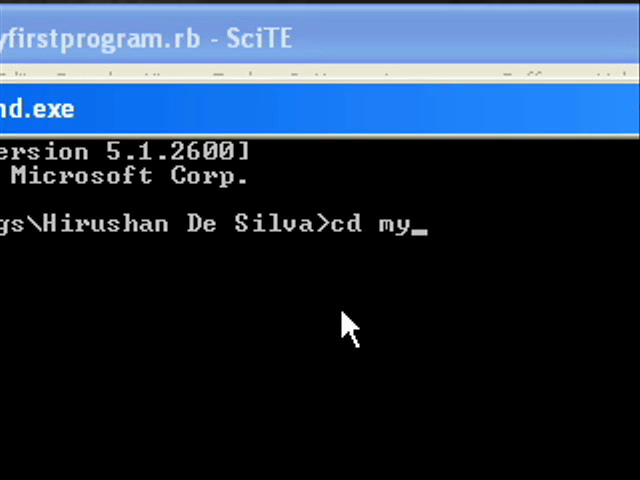 yfirstprogram.rb - SciTE
nd.exe
ersion 5.1.2600]
Microsoft Corp.
gs\Hirushan De Silva>cd my_